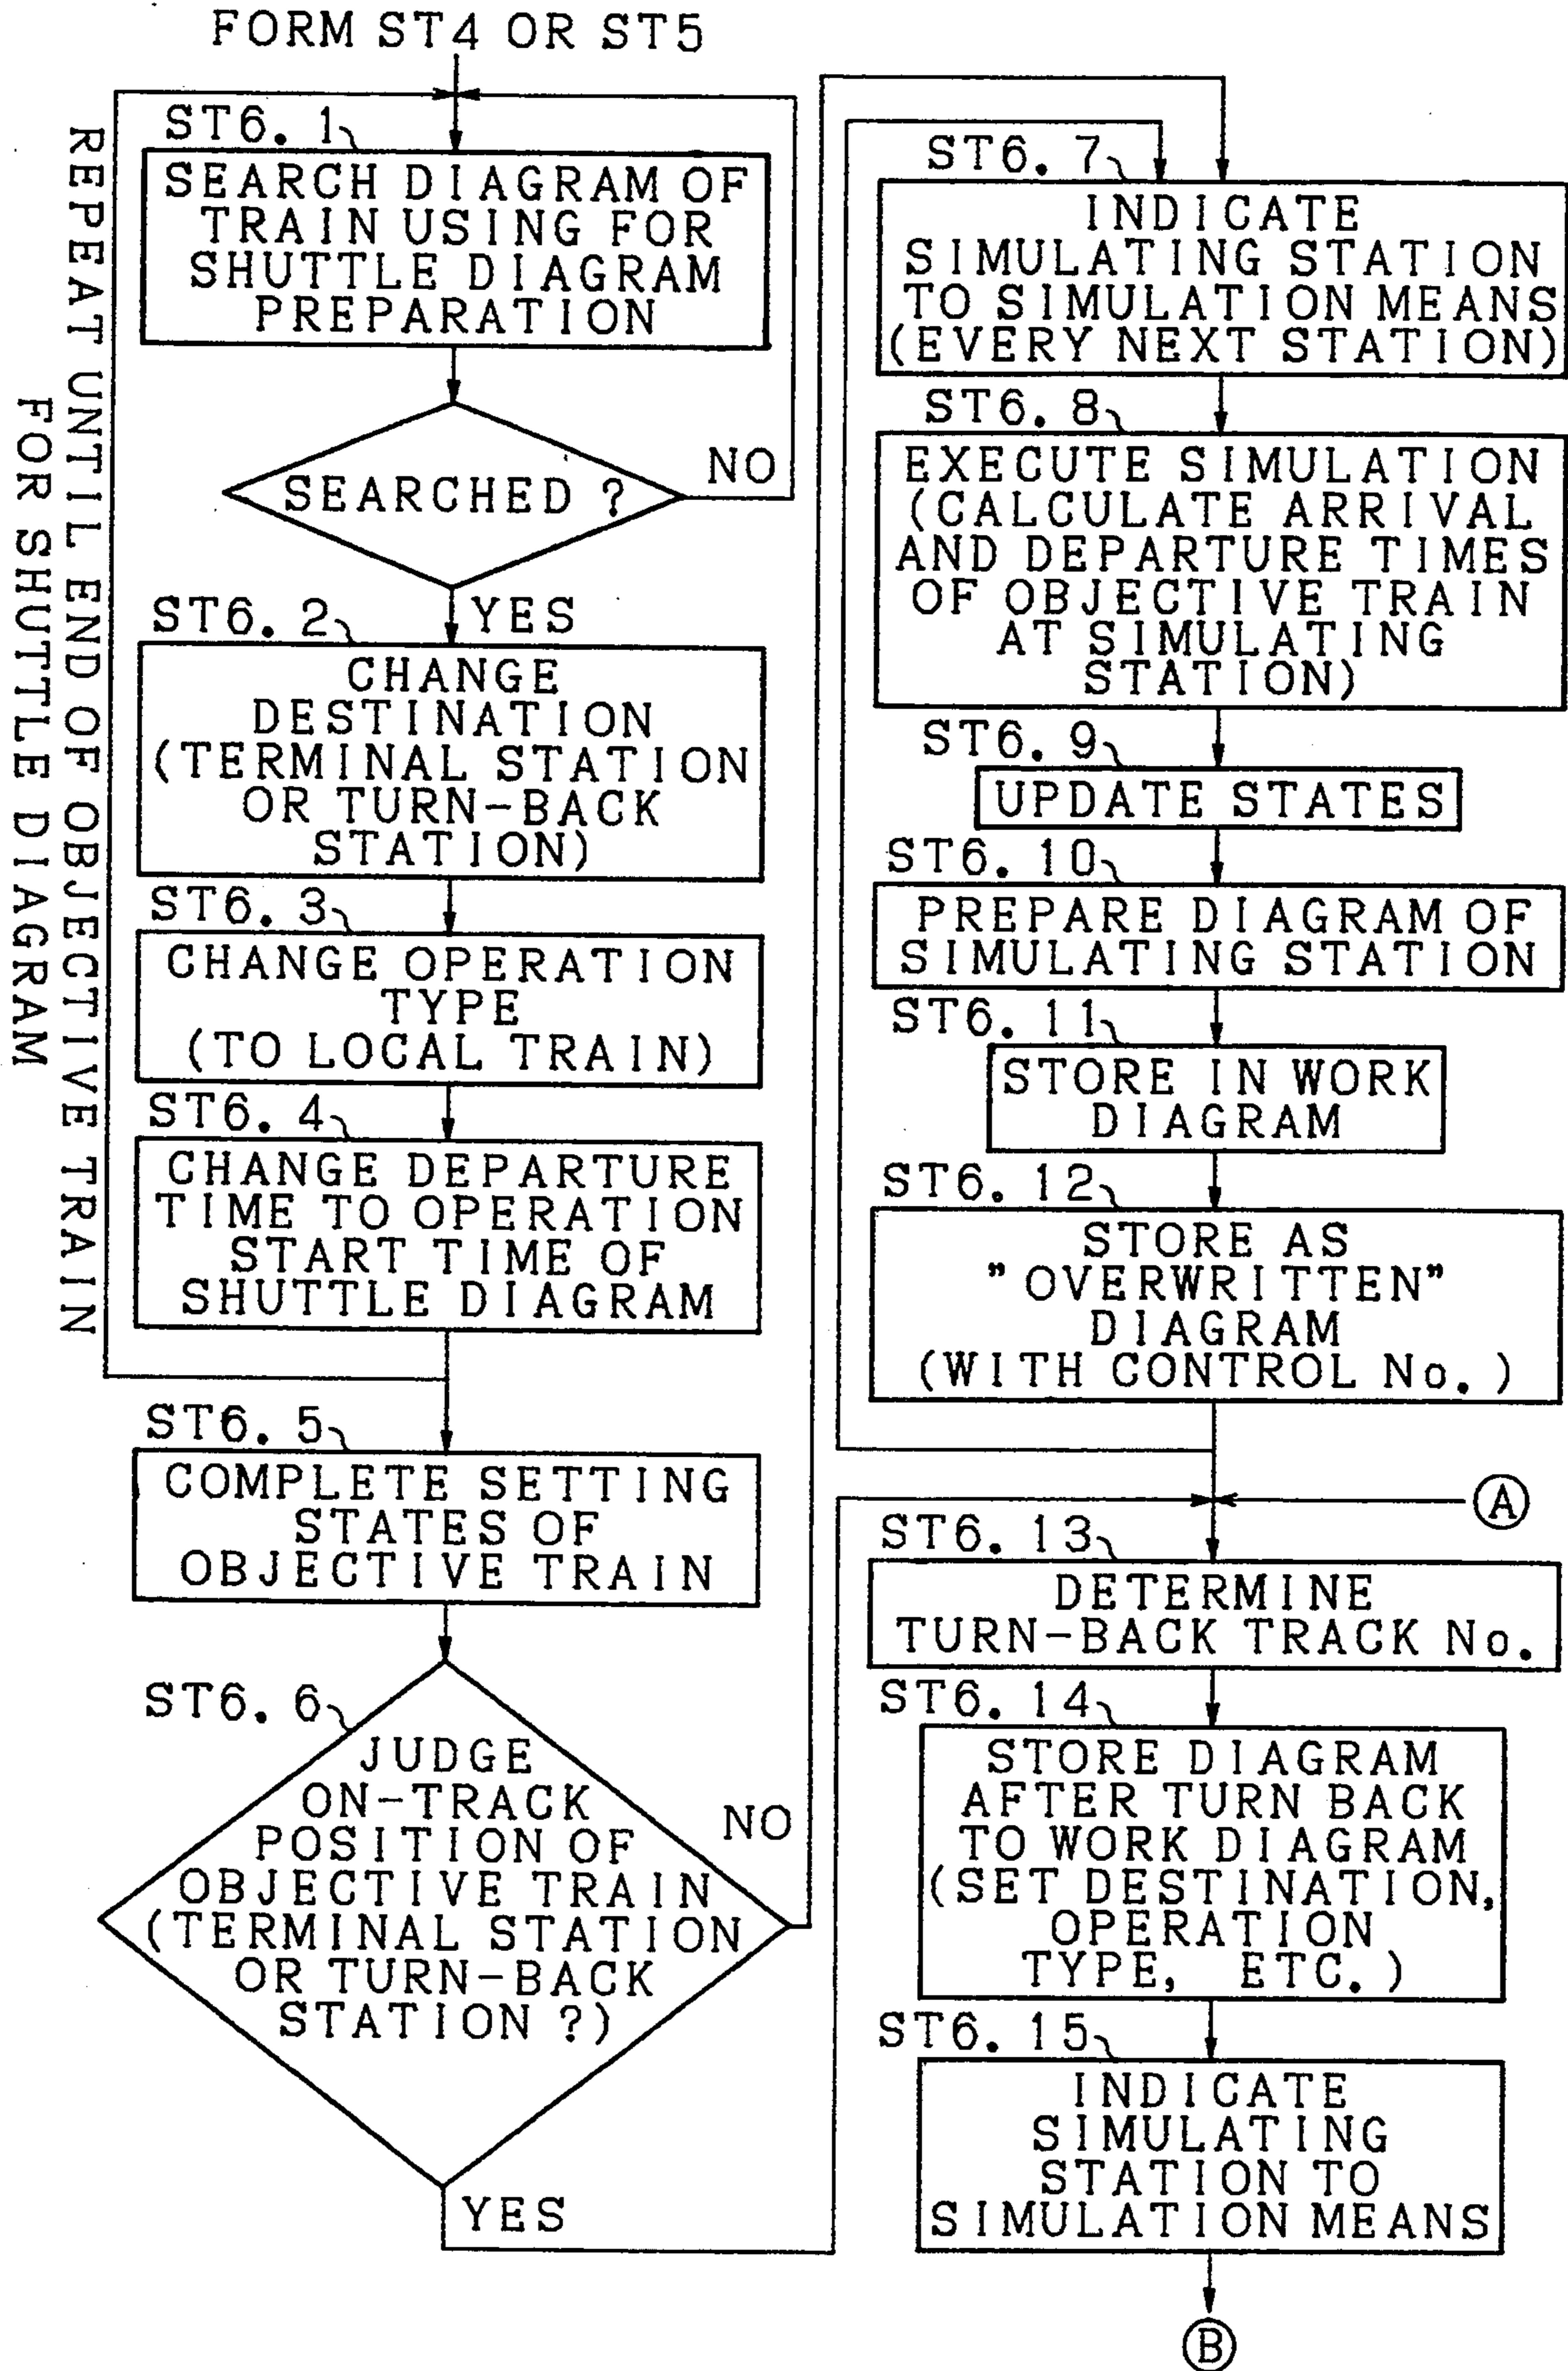 FORM ST4 OR ST5
REPEAT UNTIL END OF OBJECTIVE TRAIN
FOR SHUTTLE DIAGRAM
ST6. 1
SEARCH DIAGRAM OF
TRAIN USING FOR
SHUTTLE DIAGRAM
PREPARATION
SEARCHED ?
NO
YES
ST6. 2
CHANGE
DESTINATION
(TERMINAL STATION
OR TURN-BACK
STATION)
ST6. 3
CHANGE OPERATION
TYPE
(TO LOCAL TRAIN)
ST6. 4
CHANGE DEPARTURE
TIME TO OPERATION
START TIME OF
SHUTTLE DIAGRAM
ST6. 5
COMPLETE SETTING
STATES OF
OBJECTIVE TRAIN
ST6. 6
JUDGE
ON-TRACK
POSITION OF
OBJECTIVE TRAIN
(TERMINAL STATION
OR TURN-BACK
STATION ?)
NO
YES
ST6. 7
INDICATE
SIMULATING STATION
TO SIMULATION MEANS
(EVERY NEXT STATION)
ST6. 8
EXECUTE SIMULATION
(CALCULATE ARRIVAL
AND DEPARTURE TIMES
OF OBJECTIVE TRAIN
AT SIMULATING
STATION)
ST6. 9
UPDATE STATES
ST6. 10
PREPARE DIAGRAM OF
SIMULATING STATION
ST6. 11
STORE IN WORK
DIAGRAM
ST6. 12
STORE AS
"OVERWRITTEN"
DIAGRAM
(WITH CONTROL No. )
A
ST6. 13
DETERMINE
TURN-BACK TRACK No.
ST6. 14
STORE DIAGRAM
AFTER TURN BACK
TO WORK DIAGRAM
(SET DESTINATION,
OPERATION
TYPE, ETC. )
ST6. 15
INDICATE
SIMULATING
STATION TO
SIMULATION MEANS
B